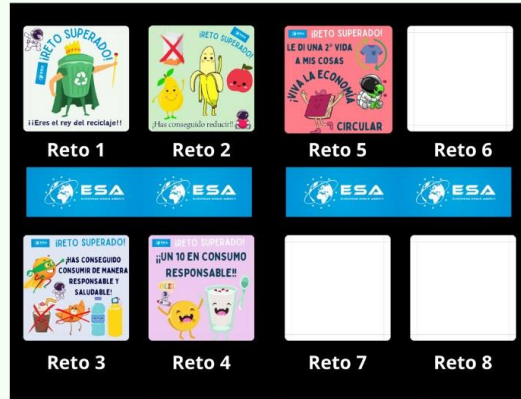 ¡RETO SUPERADO!
¡¡Eres el rey del reciclaje!!
¡RETO SUPERADO!
¡Has conseguido reducir!!
¡RETO SUPERADO!
LE DI UNA 2ª VIDA
A MIS COSAS
¡VIVA LA ECONOMÍA
CIRCULAR
Reto 1
Reto 2
Reto 5
Reto 6
ESA
ESA
ESA
ESA
¡RETO SUPERADO!
¡HAS CONSEGUIDO
CONSUMIR DE MANERA
RESPONSABLE Y
SALUDABLE!
¡RETO SUPERADO!
¡¡UN 10 EN CONSUMO
RESPONSABLE!!
Reto 3
Reto 4
Reto 7
Reto 8